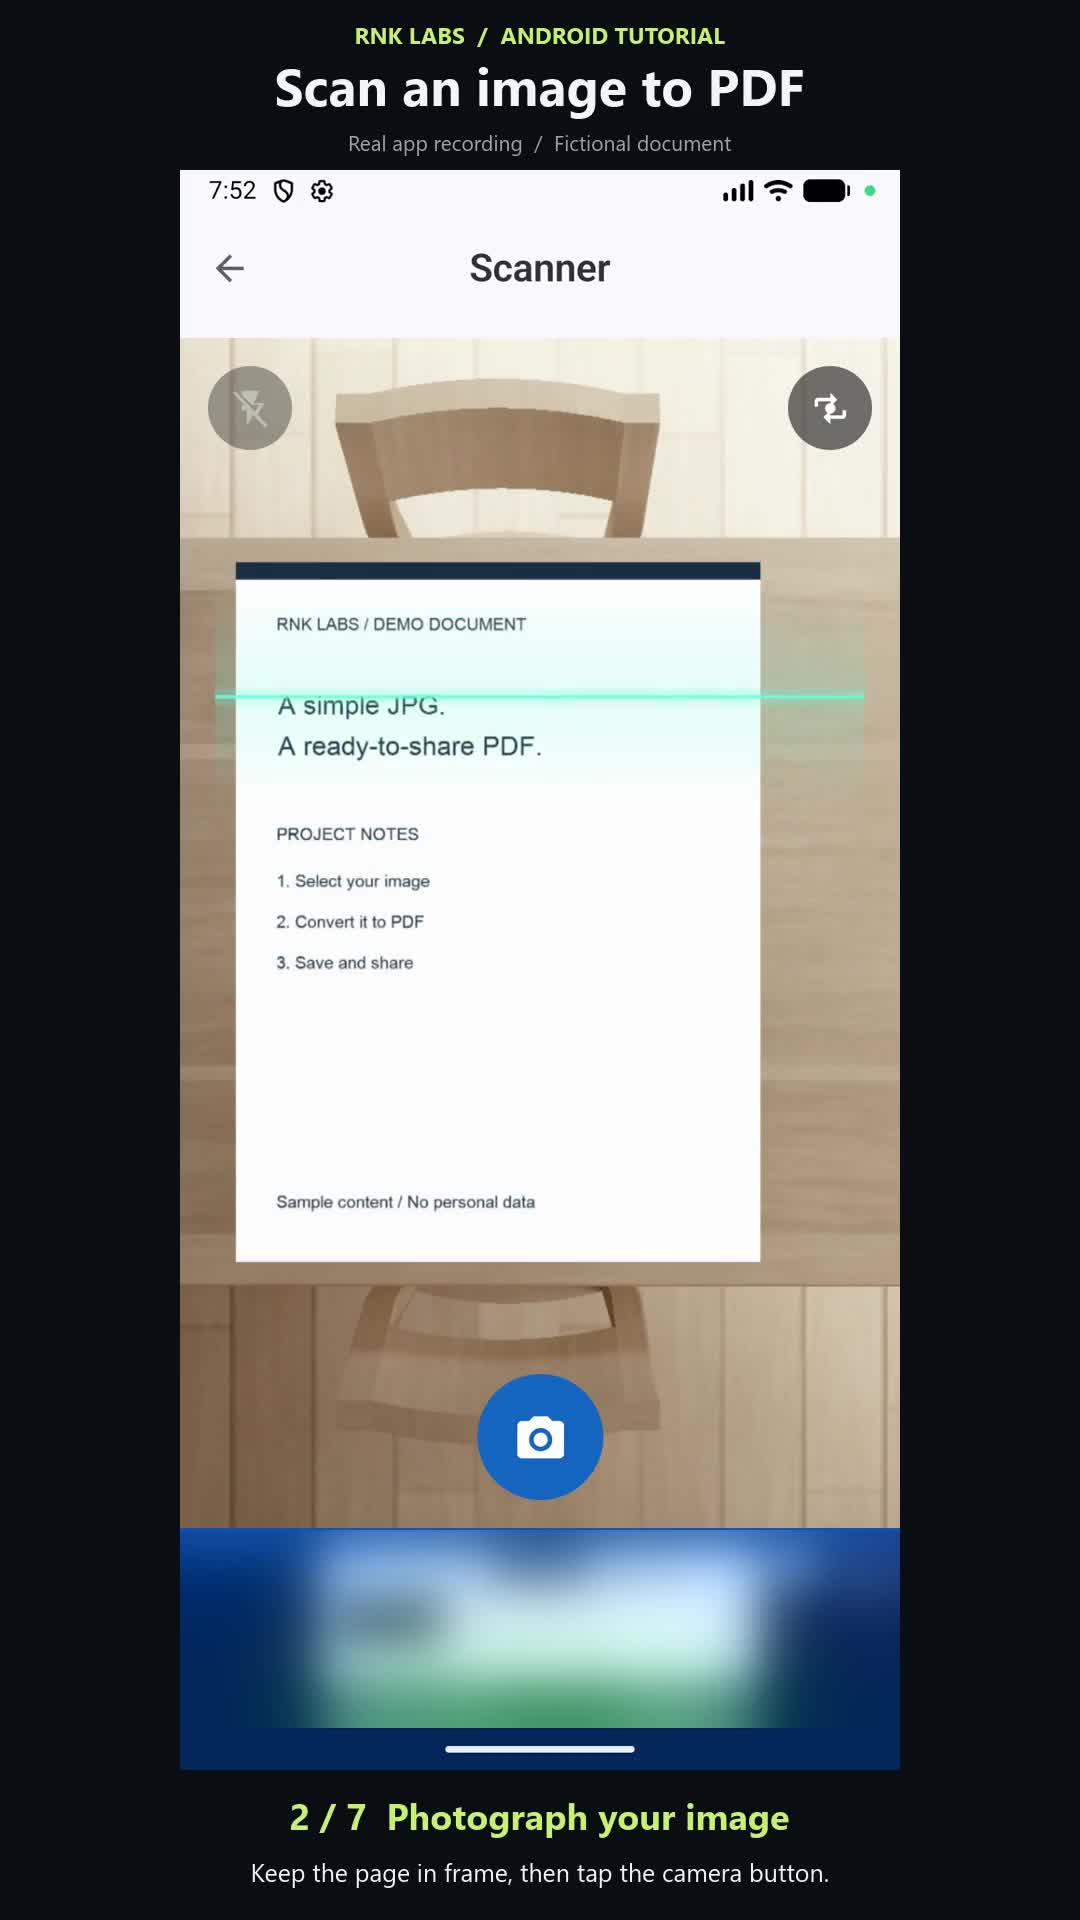 RNK LABS / ANDROID TUTORIAL
Scan an image to PDF
Real app recording / Fictional document
7:52
Scanner
RNK LABS / DEMO DOCUMENT
A simple JPG.
A ready-to-share PDF.
PROJECT NOTES
1. Select your image
2. Convert it to PDF
3. Save and share
Sample content / No personal data
2 / 7 Photograph your image
Keep the page in frame, then tap the camera button.